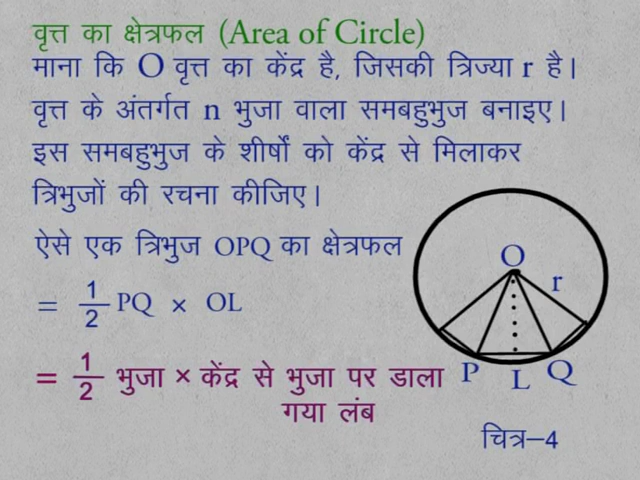 वृत्त का क्षेत्रफल (Area of Circle)
माना कि O वृत्त का केंद्र है, जिसकी त्रिज्या r है।
वृत्त के अंतर्गत n भुजा वाला समबहुभुज बनाइए।
इस समबहुभुज के शीर्षों को केंद्र से मिलाकर
त्रिभुजों की रचना कीजिए।
ऐसे एक त्रिभुज OPQ का क्षेत्रफल
= 1/2 PQ × OL
= 1/2 भुजा × केंद्र से भुजा पर डाला
गया लंब
O
r
P L Q
चित्र–4